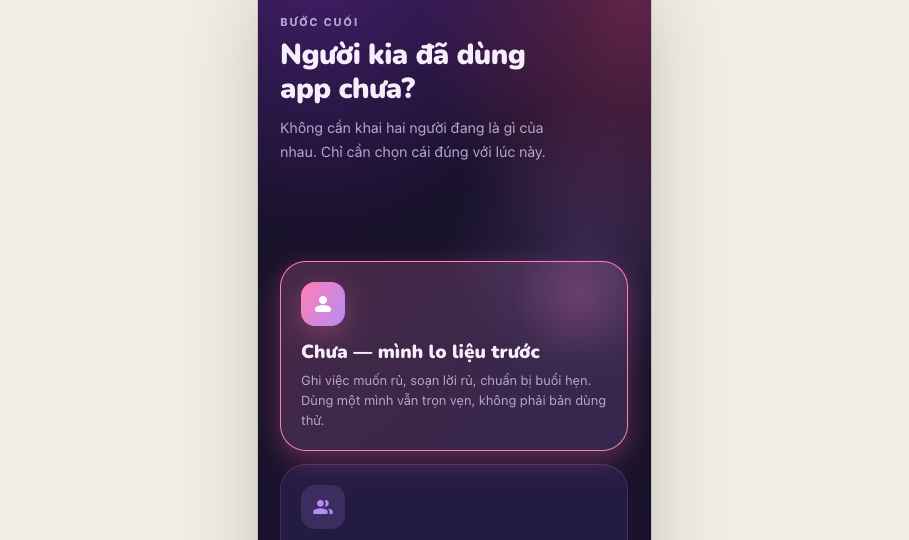 BƯỚC CUỐI
Người kia đã dùng
app chưa?
Không cần khai hai người đang là gì của
nhau. Chỉ cần chọn cái đúng với lúc này.
Chưa — mình lo liệu trước
Ghi việc muốn rủ, soạn lời rủ, chuẩn bị buổi hẹn.
Dùng một mình vẫn trọn vẹn, không phải bản dùng
thử.